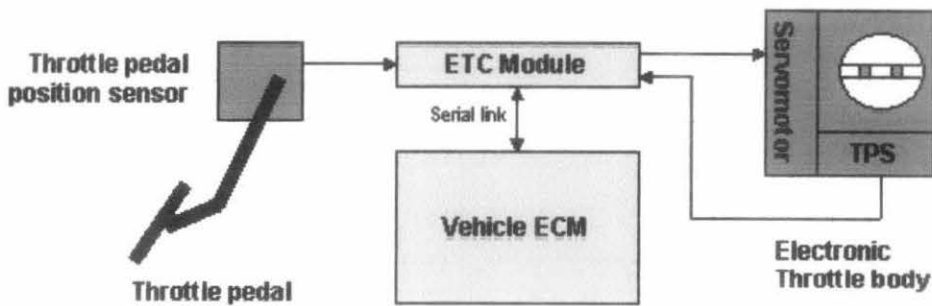 Throttle pedal
position sensor
ETC Module
Serial link
Vehicle ECM
Throttle pedal
Servomotor
TPS
Electronic
Throttle body